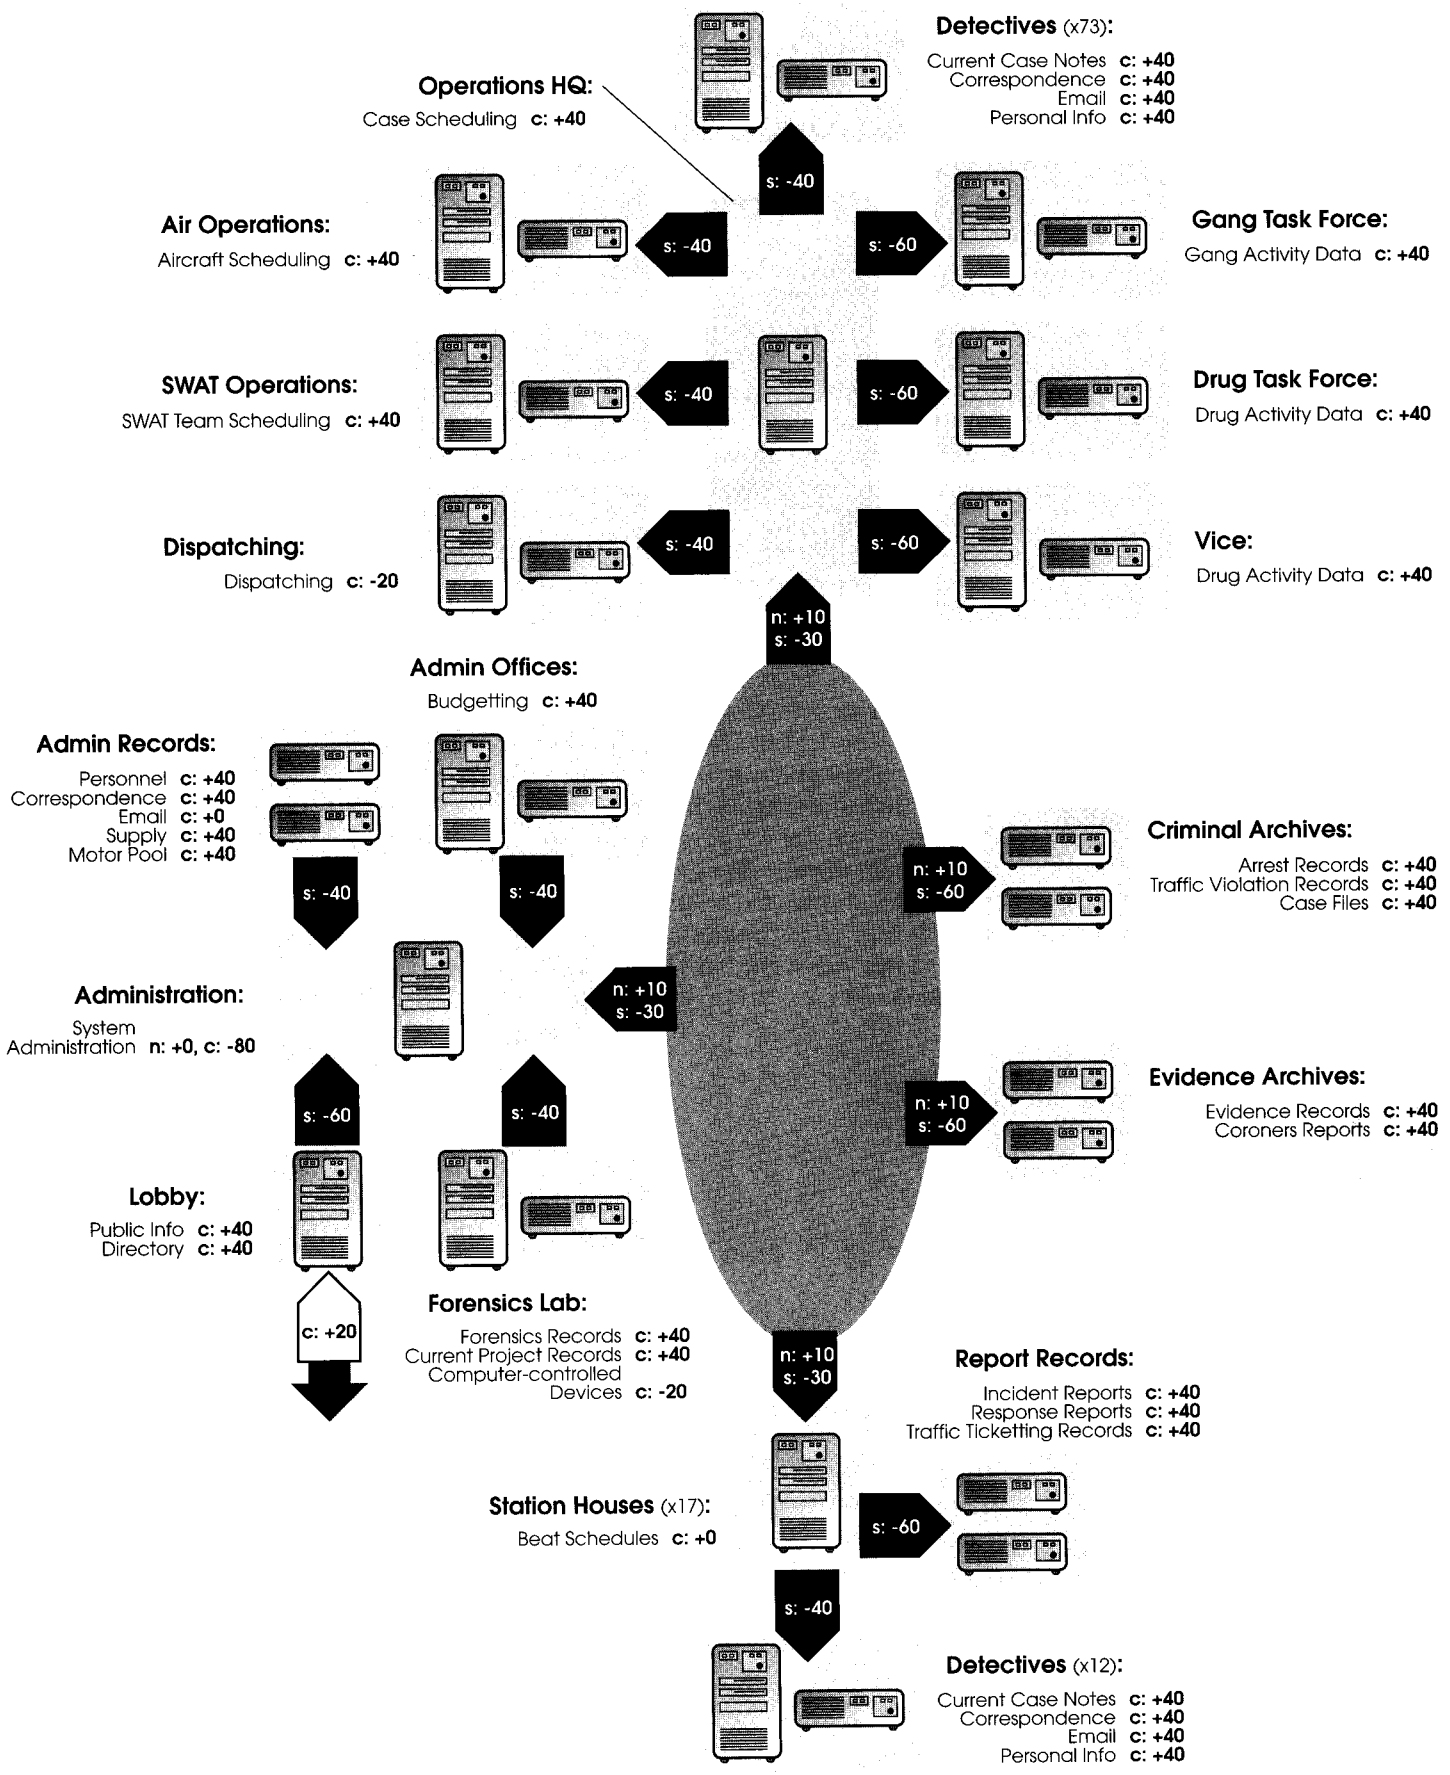 Detectives (x73):
Current Case Notes c: +40
Correspondence c: +40
Email c: +40
Personal Info c: +40
Operations HQ:
Case Scheduling c: +40
s: -40
Air Operations:
Aircraft Scheduling c: +40
s: -40
s: -60
Gang Task Force:
Gang Activity Data c: +40
SWAT Operations:
SWAT Team Scheduling c: +40
s: -40
s: -60
Drug Task Force:
Drug Activity Data c: +40
Dispatching:
Dispatching c: -20
s: -40
s: -60
Vice:
Drug Activity Data c: +40
n: +10
s: -30
Admin Offices:
Budgetting c: +40
Admin Records:
Personnel c: +40
Correspondence c: +40
Email c: +0
Supply c: +40
Motor Pool c: +40
s: -40
s: -40
Criminal Archives:
Arrest Records c: +40
Traffic Violation Records c: +40
Case Files c: +40
n: +10
s: -60
Administration:
System
Administration n: +0, c: -80
n: +10
s: -30
Evidence Archives:
Evidence Records c: +40
Coroners Reports c: +40
n: +10
s: -60
s: -60
s: -40
Lobby:
Public Info c: +40
Directory c: +40
c: +20
Forensics Lab:
Forensics Records c: +40
Current Project Records c: +40
Computer-controlled
Devices c: -20
n: +10
s: -30
Report Records:
Incident Reports c: +40
Response Reports c: +40
Traffic Ticketting Records c: +40
Station Houses (x17):
Beat Schedules c: +0
s: -60
s: -40
Detectives (x12):
Current Case Notes c: +40
Correspondence c: +40
Email c: +40
Personal Info c: +40